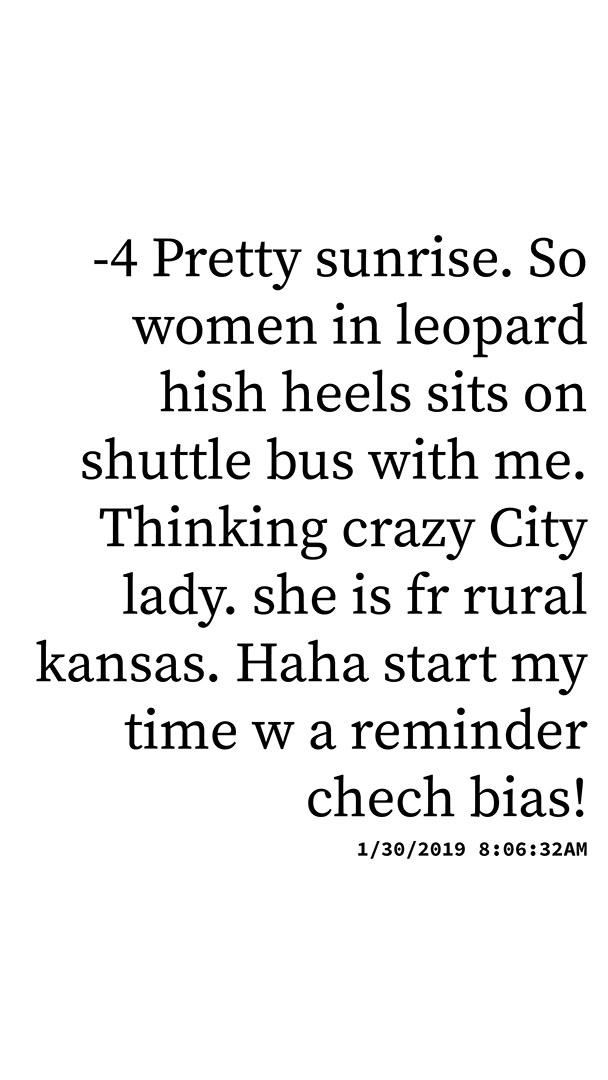 -4 Pretty sunrise. So
women in leopard
hish heels sits on
shuttle bus with me.
Thinking crazy City
lady. she is fr rural
kansas. Haha start my
time w a reminder
chech bias!
1/30/2019 8:06:32AM